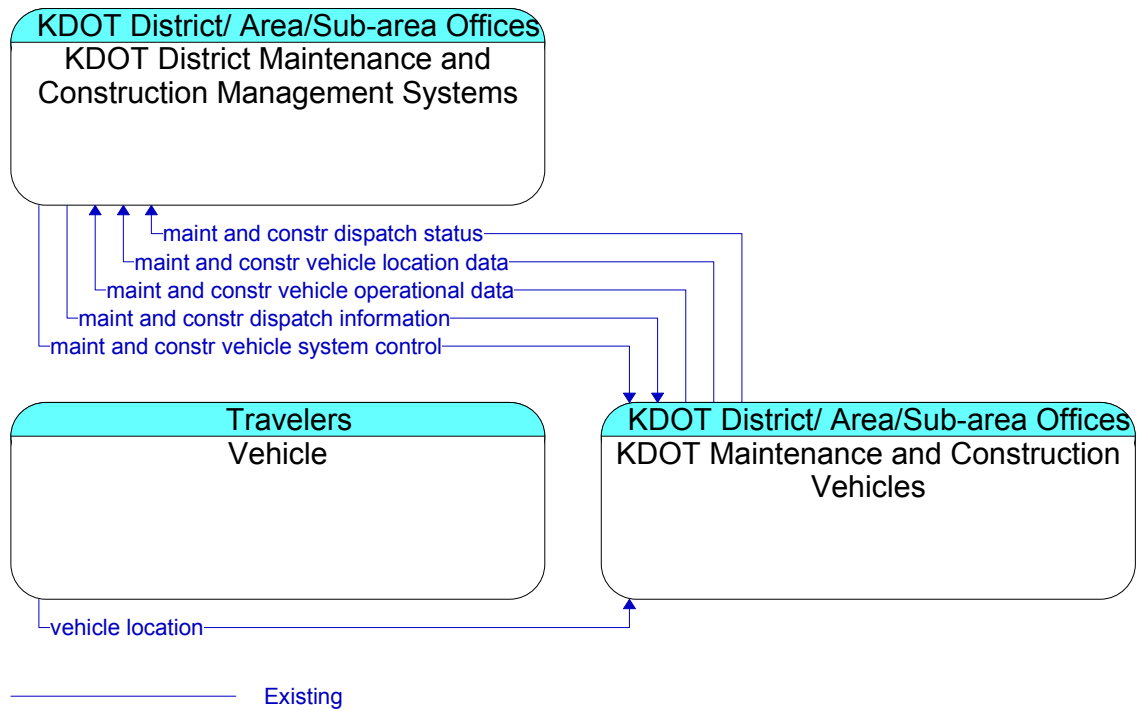 KDOT District/ Area/Sub-area Offices
KDOT District Maintenance and
Construction Management Systems
maint and constr dispatch status
maint and constr vehicle location data
maint and constr vehicle operational data
maint and constr dispatch information
maint and constr vehicle system control
Travelers
Vehicle
KDOT District/ Area/Sub-area Offices
KDOT Maintenance and Construction
Vehicles
vehicle location
Existing